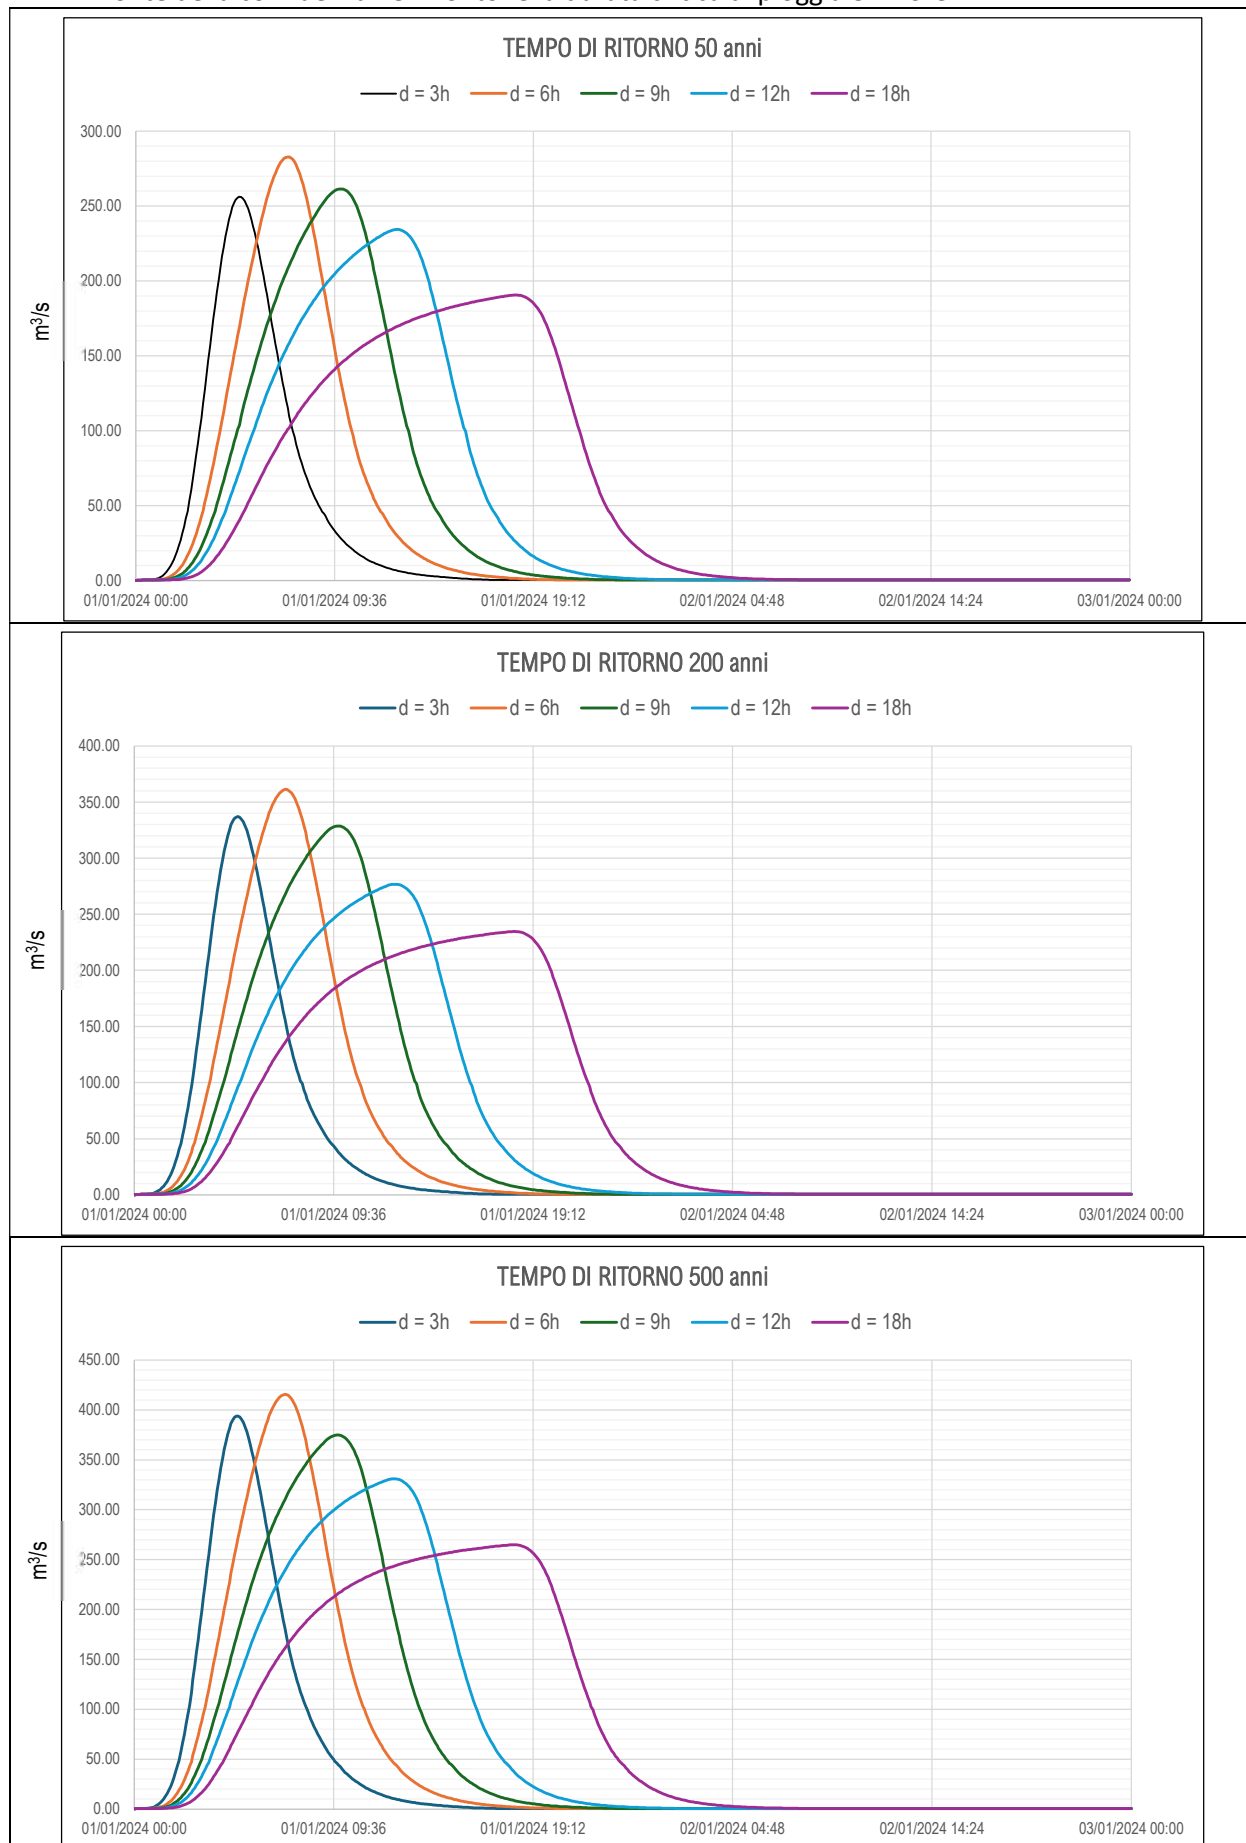 TEMPO DI RITORNO 50 anni
d = 3h d = 6h d = 9h d = 12h d = 18h
300.00
250.00
200.00
150.00
100.00
50.00
0.00
m³/s
01/01/2024 00:00 01/01/2024 09:36 01/01/2024 19:12 02/01/2024 04:48 02/01/2024 14:24 03/01/2024 00:00
TEMPO DI RITORNO 200 anni
d = 3h d = 6h d = 9h d = 12h d = 18h
400.00
350.00
300.00
250.00
200.00
150.00
100.00
50.00
0.00
m³/s
01/01/2024 00:00 01/01/2024 09:36 01/01/2024 19:12 02/01/2024 04:48 02/01/2024 14:24 03/01/2024 00:00
TEMPO DI RITORNO 500 anni
d = 3h d = 6h d = 9h d = 12h d = 18h
450.00
400.00
350.00
300.00
250.00
200.00
150.00
100.00
50.00
0.00
m³/s
01/01/2024 00:00 01/01/2024 09:36 01/01/2024 19:12 02/01/2024 04:48 02/01/2024 14:24 03/01/2024 00:00